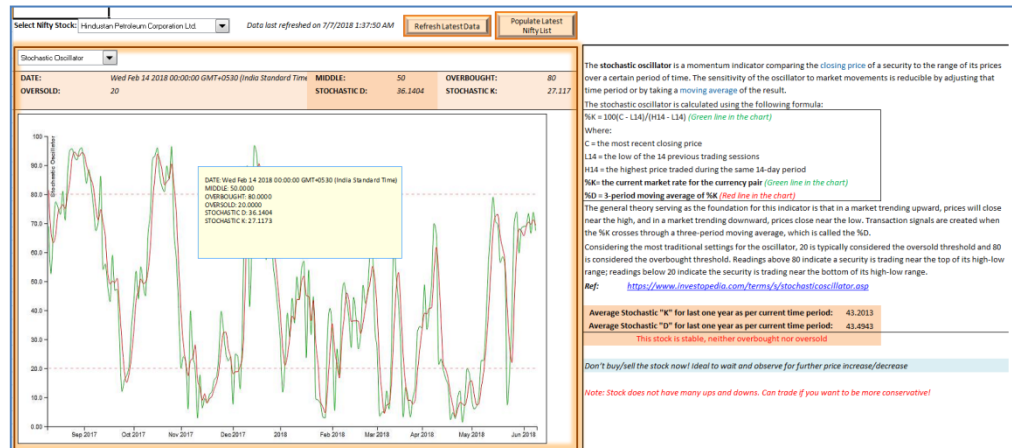 Select Nifty Stock: Hindustan Petroleum Corporation Ltd. Data last refreshed on 7/7/2018 1:37:50 AM Refresh Latest Data Populate Latest
Nifty List
Stochastic Oscillator
DATE: Wed Feb 14 2018 00:00:00 GMT+0530 (India Standard Time MIDDLE: 50 OVERBOUGHT: 80
OVERSOLD: 20 STOCHASTIC D: 36.1404 STOCHASTIC K: 27.117
Stochastic Oscillator
100
90.0
80.0
70.0
60.0
50.0
40.0
30.0
20.0
10.0
0.00
DATE: Wed Feb 14 2018 00:00:00 GMT+0530 (India Standard Time)
MIDDLE: 50.0000
OVERBOUGHT: 80.0000
OVERSOLD: 20.0000
STOCHASTIC D: 36.1404
STOCHASTIC K: 27.1173
Sep 2017 Oct 2017 Nov 2017 Dec 2017 2018 Feb 2018 Mar 2018 Apr 2018 May 2018 Jun 2018
The stochastic oscillator is a momentum indicator comparing the closing price of a security to the range of its prices
over a certain period of time. The sensitivity of the oscillator to market movements is reducible by adjusting that
time period or by taking a moving average of the result.
The stochastic oscillator is calculated using the following formula:
%K = 100(C - L14)/(H14 - L14) (Green line in the chart)
Where:
C = the most recent closing price
L14 = the low of the 14 previous trading sessions
H14 = the highest price traded during the same 14-day period
%K= the current market rate for the currency pair (Green line in the chart)
%D = 3-period moving average of %K (Red line in the chart)
The general theory serving as the foundation for this indicator is that in a market trending upward, prices will close
near the high, and in a market trending downward, prices close near the low. Transaction signals are created when
the %K crosses through a three-period moving average, which is called the %D.
Considering the most traditional settings for the oscillator, 20 is typically considered the oversold threshold and 80
is considered the overbought threshold. Readings above 80 indicate a security is trading near the top of its high-low
range; readings below 20 indicate the security is trading near the bottom of its high-low range.
Ref: https://www.investopedia.com/terms/s/stochasticoscillator.asp
Average Stochastic "K" for last one year as per current time period: 43.2013
Average Stochastic "D" for last one year as per current time period: 43.4943
This stock is stable, neither overbought nor oversold
Don't buy/sell the stock now! Ideal to wait and observe for further price increase/decrease
Note: Stock does not have many ups and downs. Can trade if you want to be more conservative!